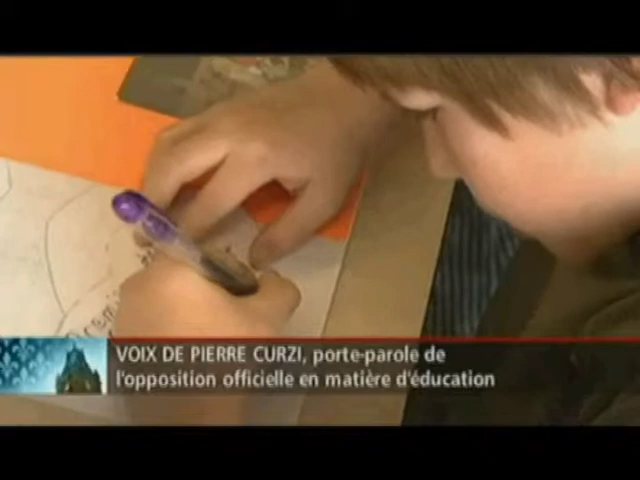 VOIX DE PIERRE CURZI, porte-parole de
l'opposition officielle en matière d'éducation